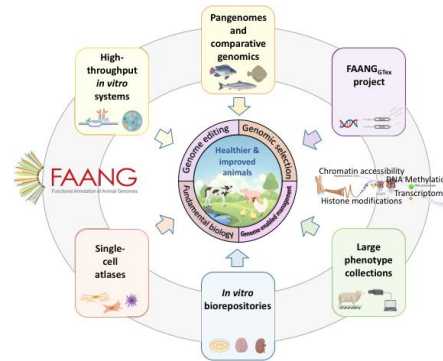 Pangenomes and
comparative
genomics
High-
throughput
in vitro
systems
FAANGGTex
project
Genome editing
Genomic selection
Healthier &
improved
animals
Fundamental biology
Genome-enabled management
FAANG
Functional Annotation of Animal Genomes
Chromatin accessibility
DNA Methylation
Transcriptom
Histone modifications
Single-
cell
atlases
In vitro
biorepositories
Large
phenotype
collections